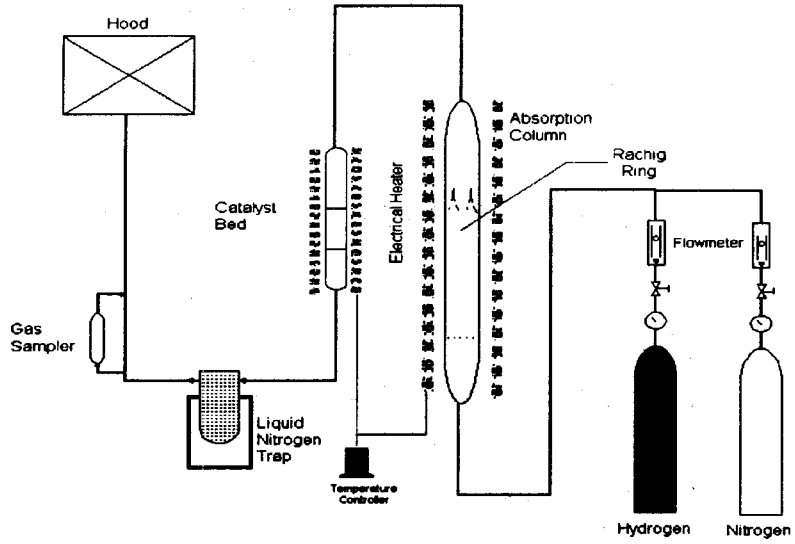 Hood
Absorption
Column
Rachig
Ring
Catalyst
Bed
Electrical Heater
Flowmeter
Gas
Sampler
Liquid
Nitrogen
Trap
Temperature
Controller
Hydrogen
Nitrogen